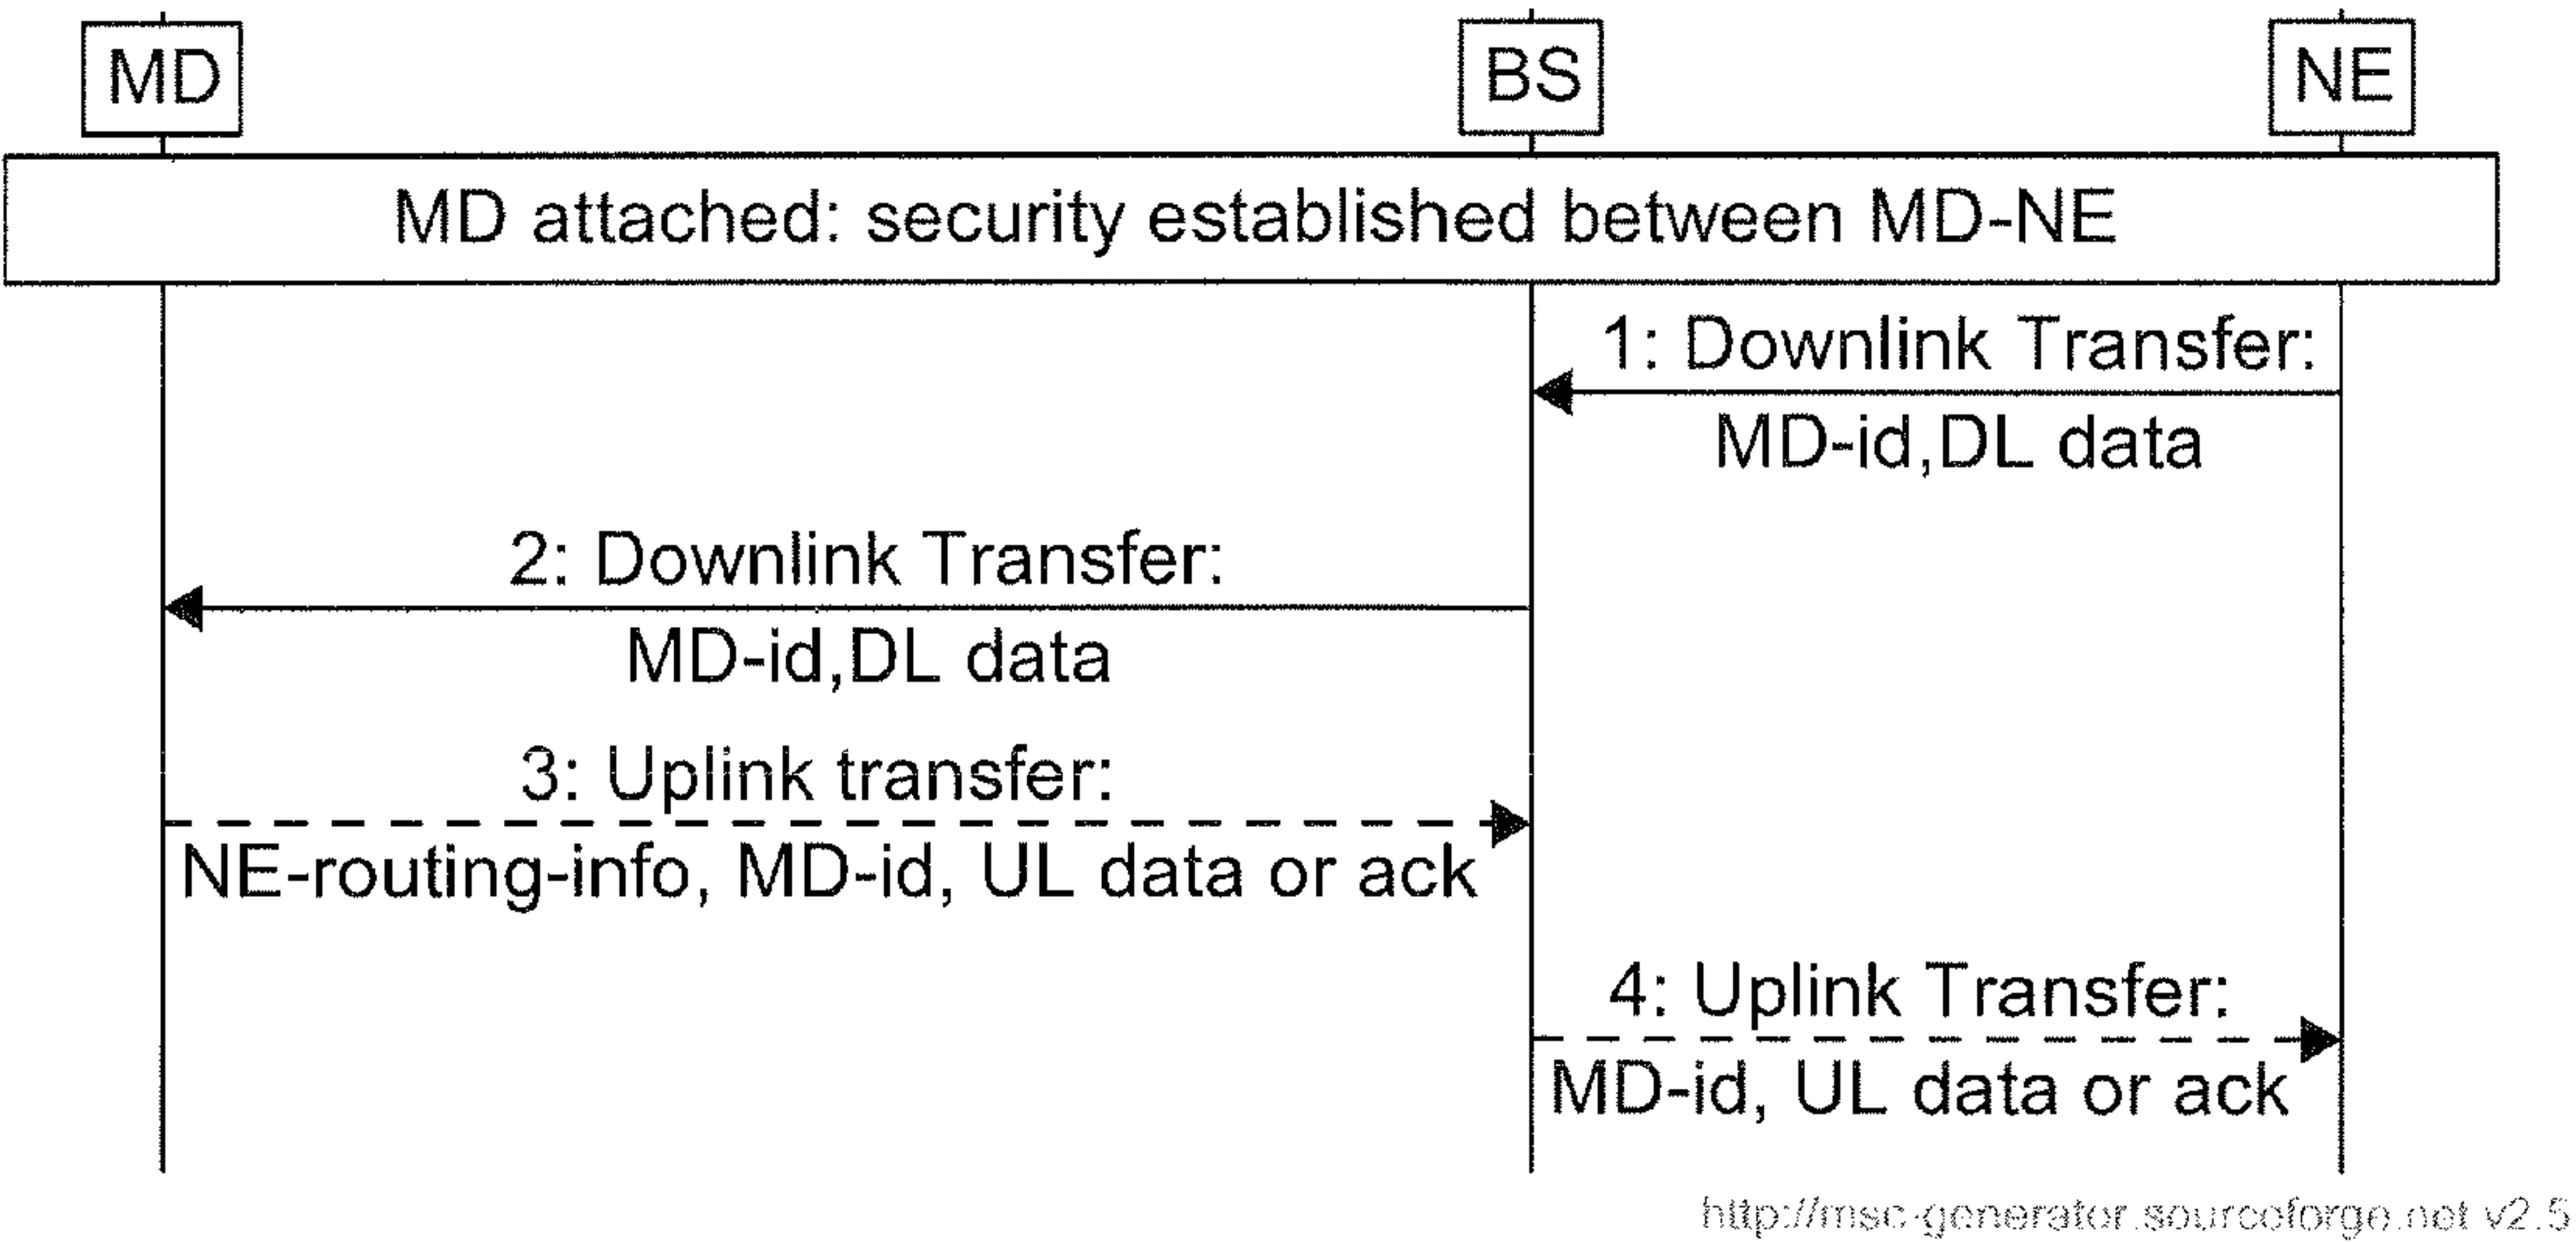 MD
BS
NE
MD attached: security established between MD-NE
1: Downlink Transfer:
MD-id,DL data
2: Downlink Transfer:
MD-id,DL data
3: Uplink transfer:
NE-routing-info, MD-id, UL data or ack
4: Uplink Transfer:
MD-id, UL data or ack
http://msc-generator.sourceforge.net v2.5